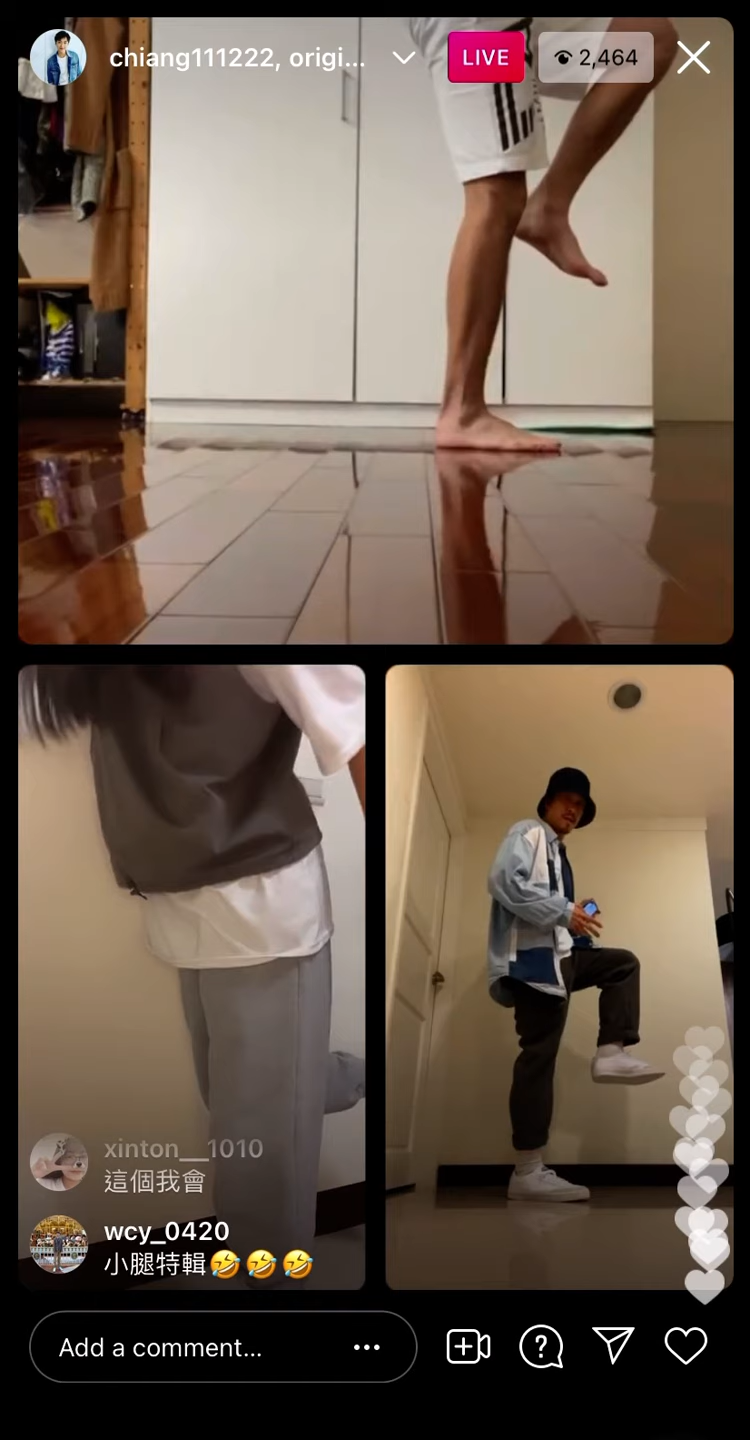 chiang111222, origi...
LIVE
2,464
xinton__1010
這個我會
wcy_0420
小腿特輯🤣🤣🤣
Add a comment...